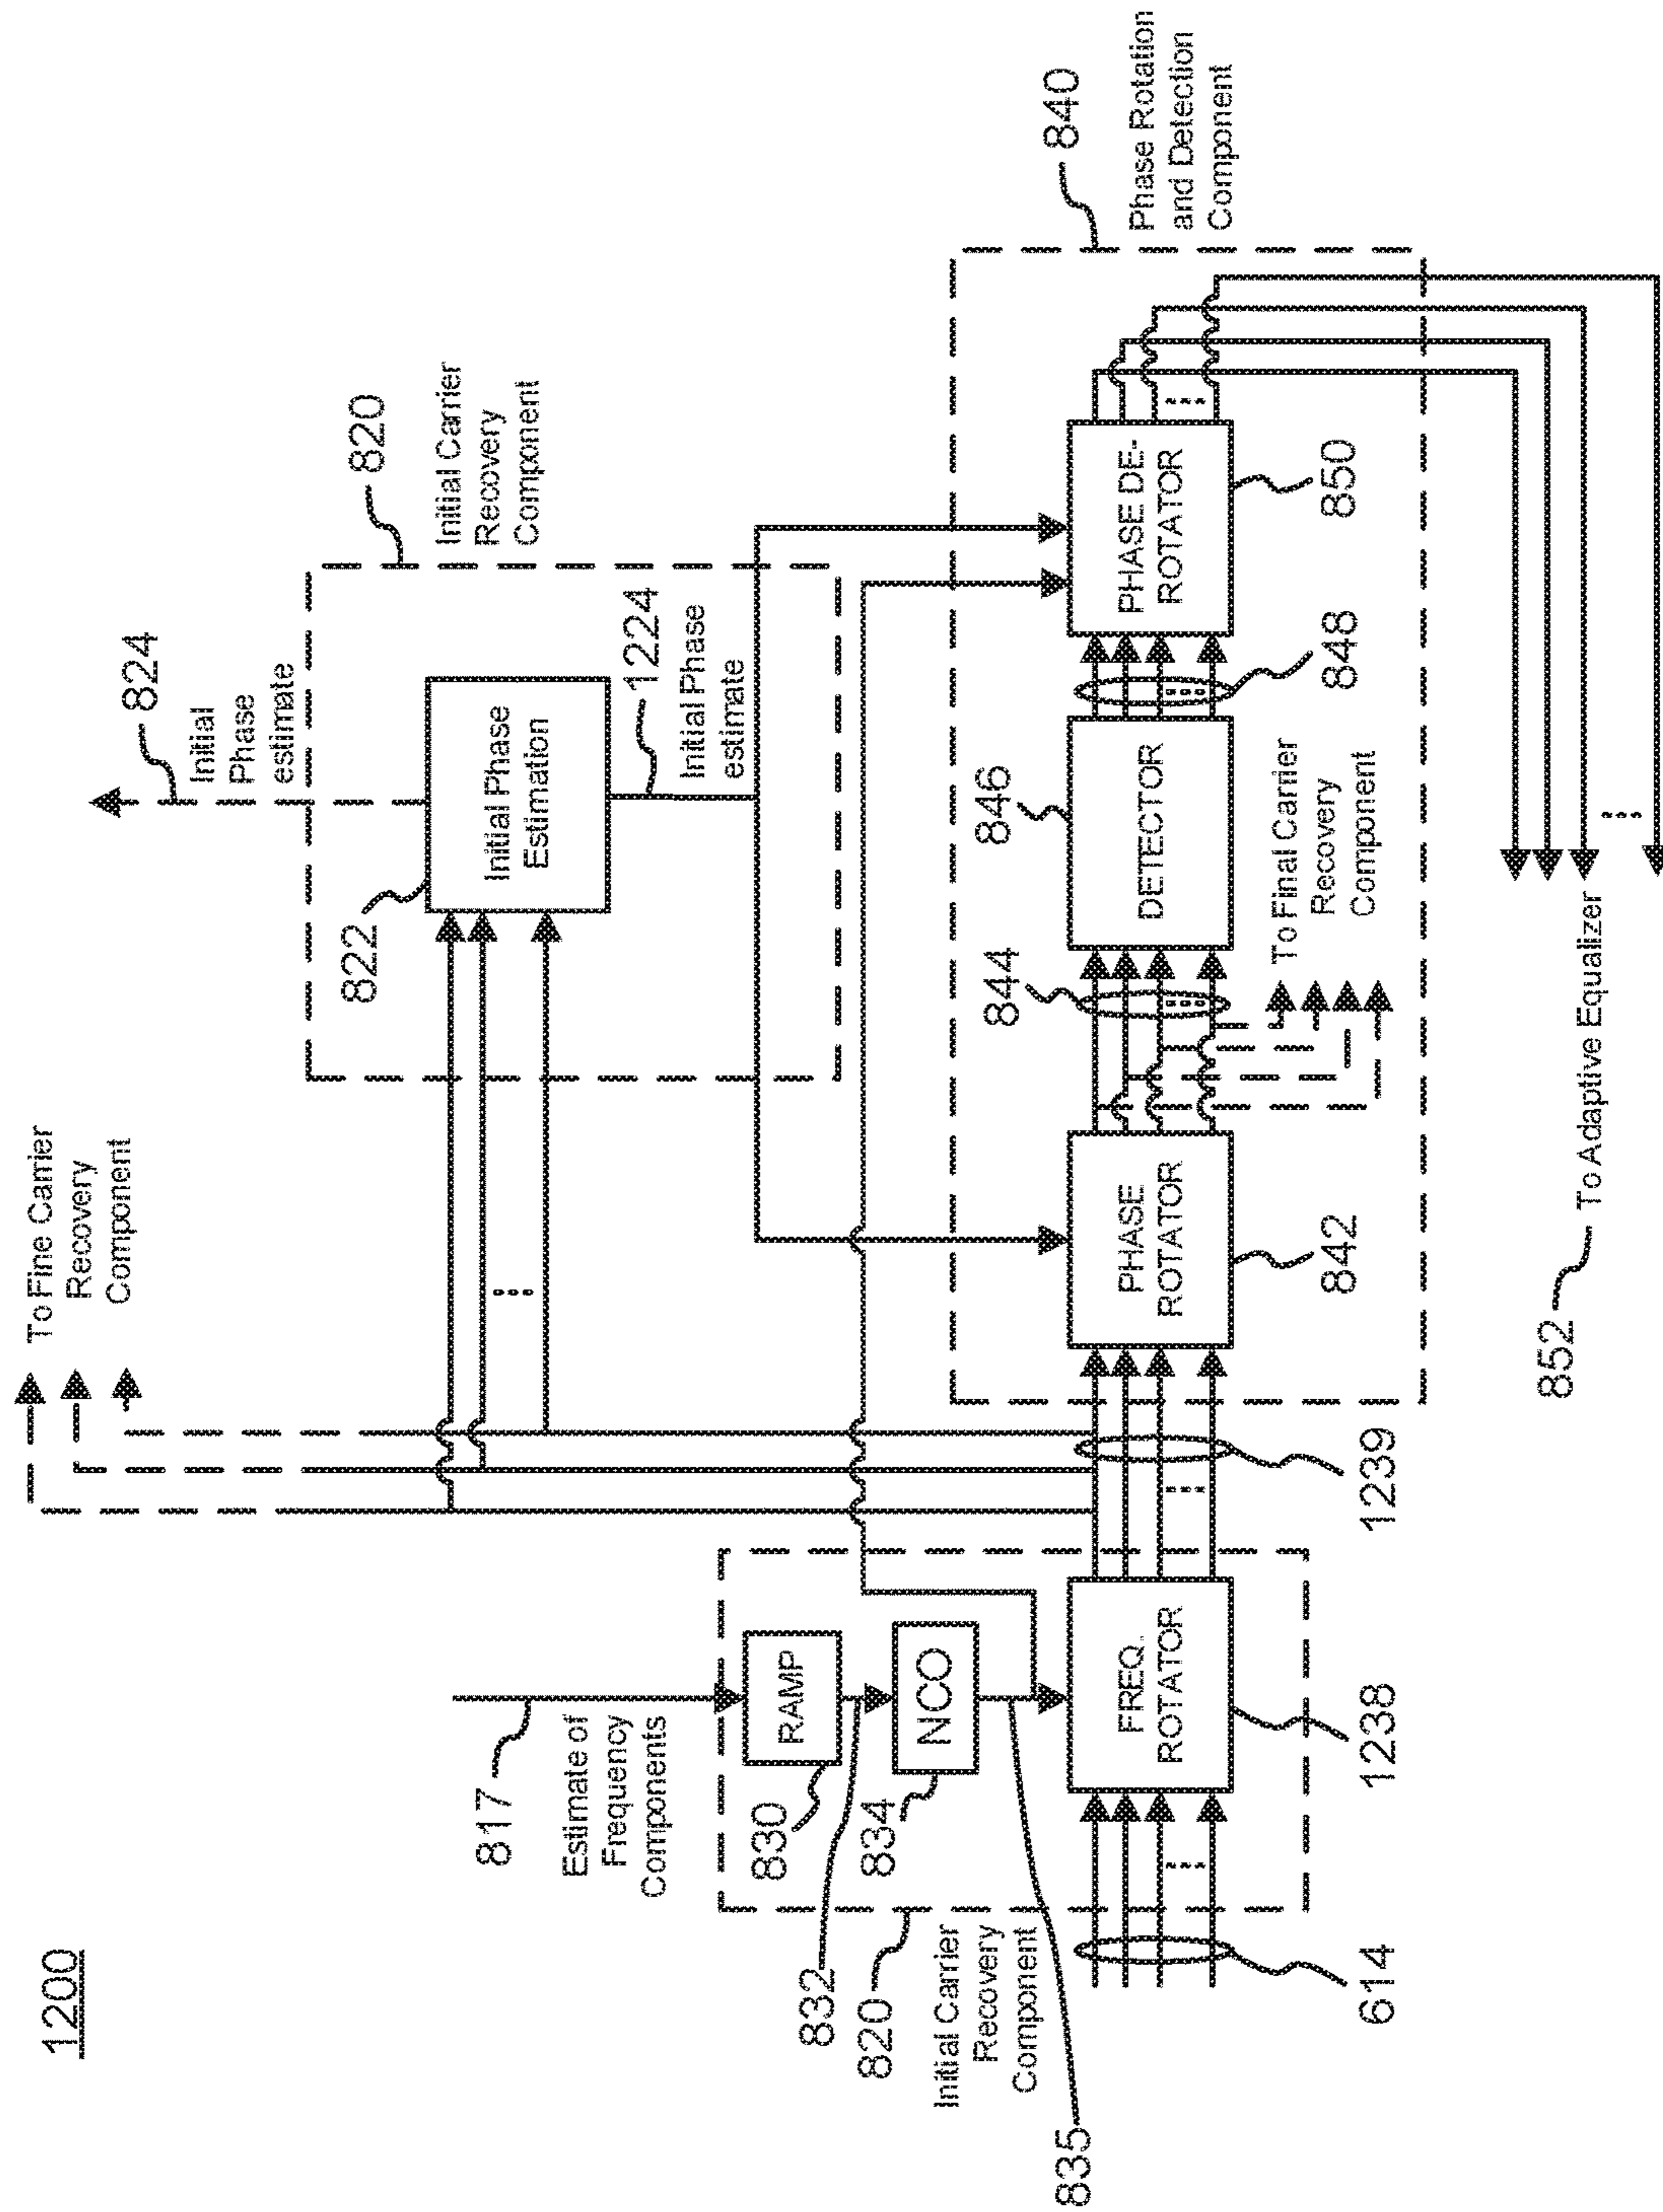 1200
To Fine Carrier
Recovery
Component
824
Initial
Phase
estimate
820
Initial Carrier
Recovery
Component
822
Initial Phase
Estimation
1224
Initial Phase
estimate
817
Estimate of
Frequency
Components
830
RAMP
832
834
NCO
820
Initial Carrier
Recovery
Component
835
840
Phase Rotation
and Detection
Component
614
FREQ.
ROTATOR
1238
1239
PHASE
ROTATOR
842
844
846
DETECTOR
To Final Carrier
Recovery
Component
848
PHASE DE-
ROTATOR
850
852
To Adaptive Equalizer